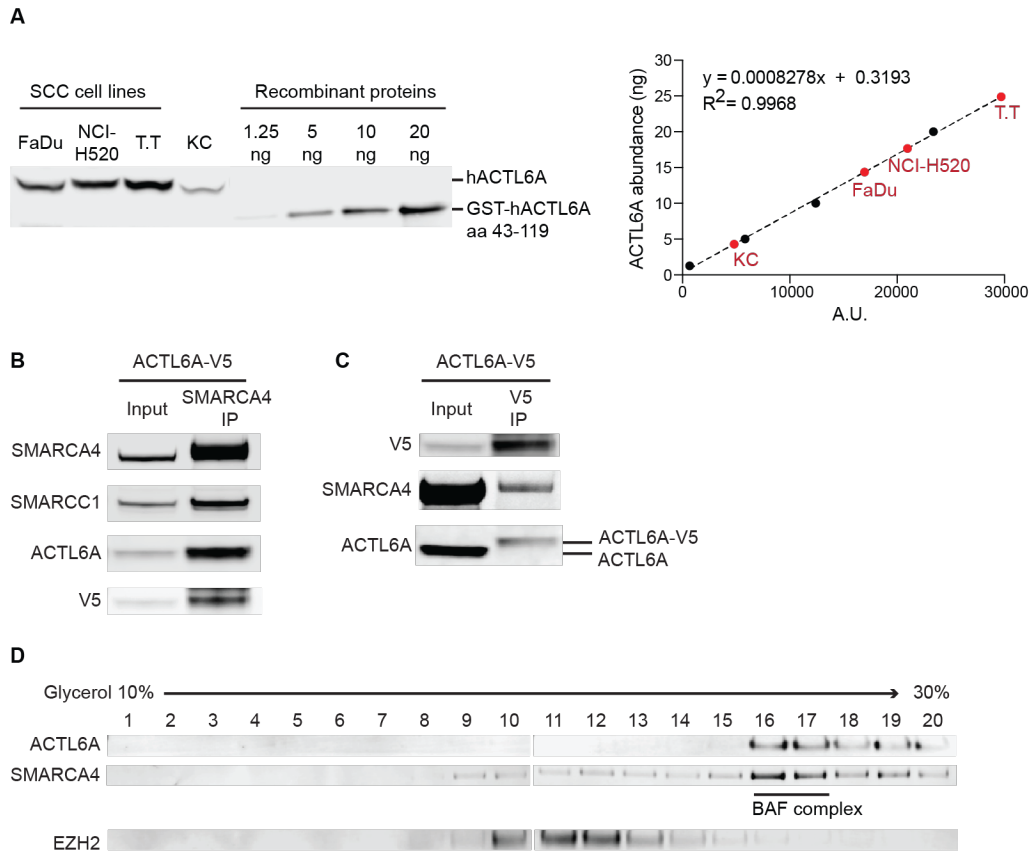 A
SCC cell lines
Recombinant proteins
FaDu
NCI-
H520
T.T
KC
1.25
ng
5
ng
10
ng
20
ng
hACTL6A
GST-hACTL6A
aa 43-119
y = 0.0008278x + 0.3193
R2= 0.9968
ACTL6A abundance (ng)
30
25
20
15
10
5
0
T.T
NCI-H520
FaDu
KC
0
10000
20000
30000
A.U.
B
ACTL6A-V5
Input
SMARCA4
IP
SMARCA4
SMARCC1
ACTL6A
V5
C
ACTL6A-V5
Input
V5
IP
V5
SMARCA4
ACTL6A
ACTL6A-V5
ACTL6A
D
Glycerol 10%
30%
1 2 3 4 5 6 7 8 9 10 11 12 13 14 15 16 17 18 19 20
ACTL6A
SMARCA4
BAF complex
EZH2